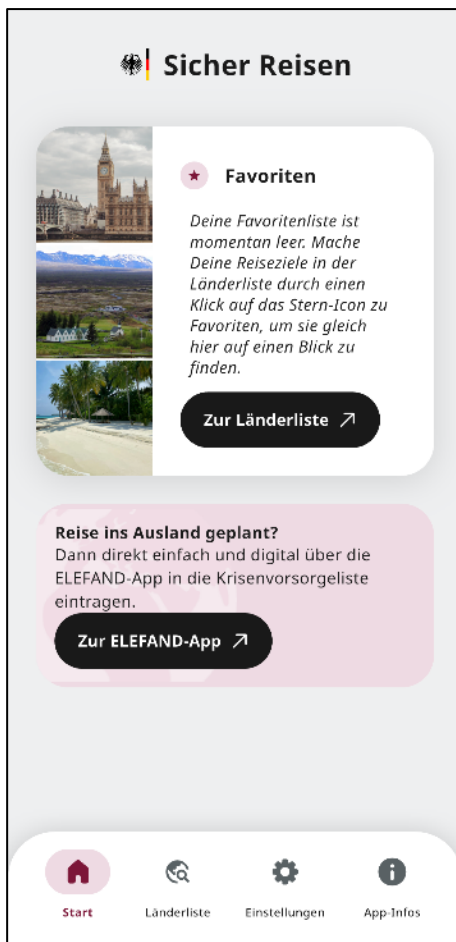 Sicher Reisen
Favoriten
Deine Favoritenliste ist
momentan leer. Mache
Deine Reiseziele in der
Länderliste durch einen
Klick auf das Stern-Icon zu
Favoriten, um sie gleich
hier auf einen Blick zu
finden.
Zur Länderliste
Reise ins Ausland geplant?
Dann direkt einfach und digital über die
ELEFAND-App in die Krisenvorsorgeliste
eintragen.
Zur ELEFAND-App
Start
Länderliste
Einstellungen
App-Infos